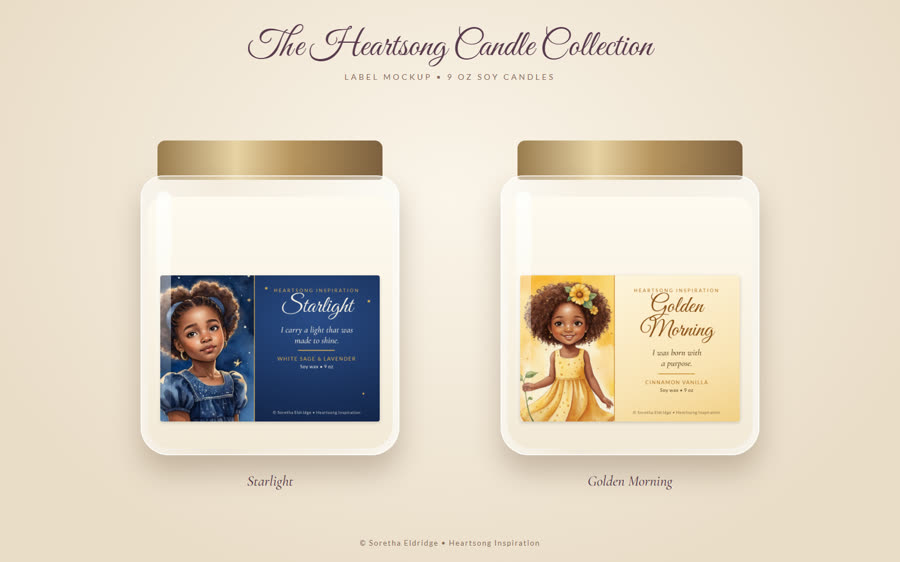 The Heartsong Candle Collection
LABEL MOCKUP • 9 OZ SOY CANDLES
HEARTSONG INSPIRATION
Starlight
I carry a light that was
made to shine.
WHITE SAGE & LAVENDER
Soy wax • 9 oz
© Soretha Eldridge • Heartsong Inspiration
HEARTSONG INSPIRATION
Golden
Morning
I was born with
a purpose.
CINNAMON VANILLA
Soy wax • 9 oz
© Soretha Eldridge • Heartsong Inspiration
Starlight
Golden Morning
© Soretha Eldridge • Heartsong Inspiration